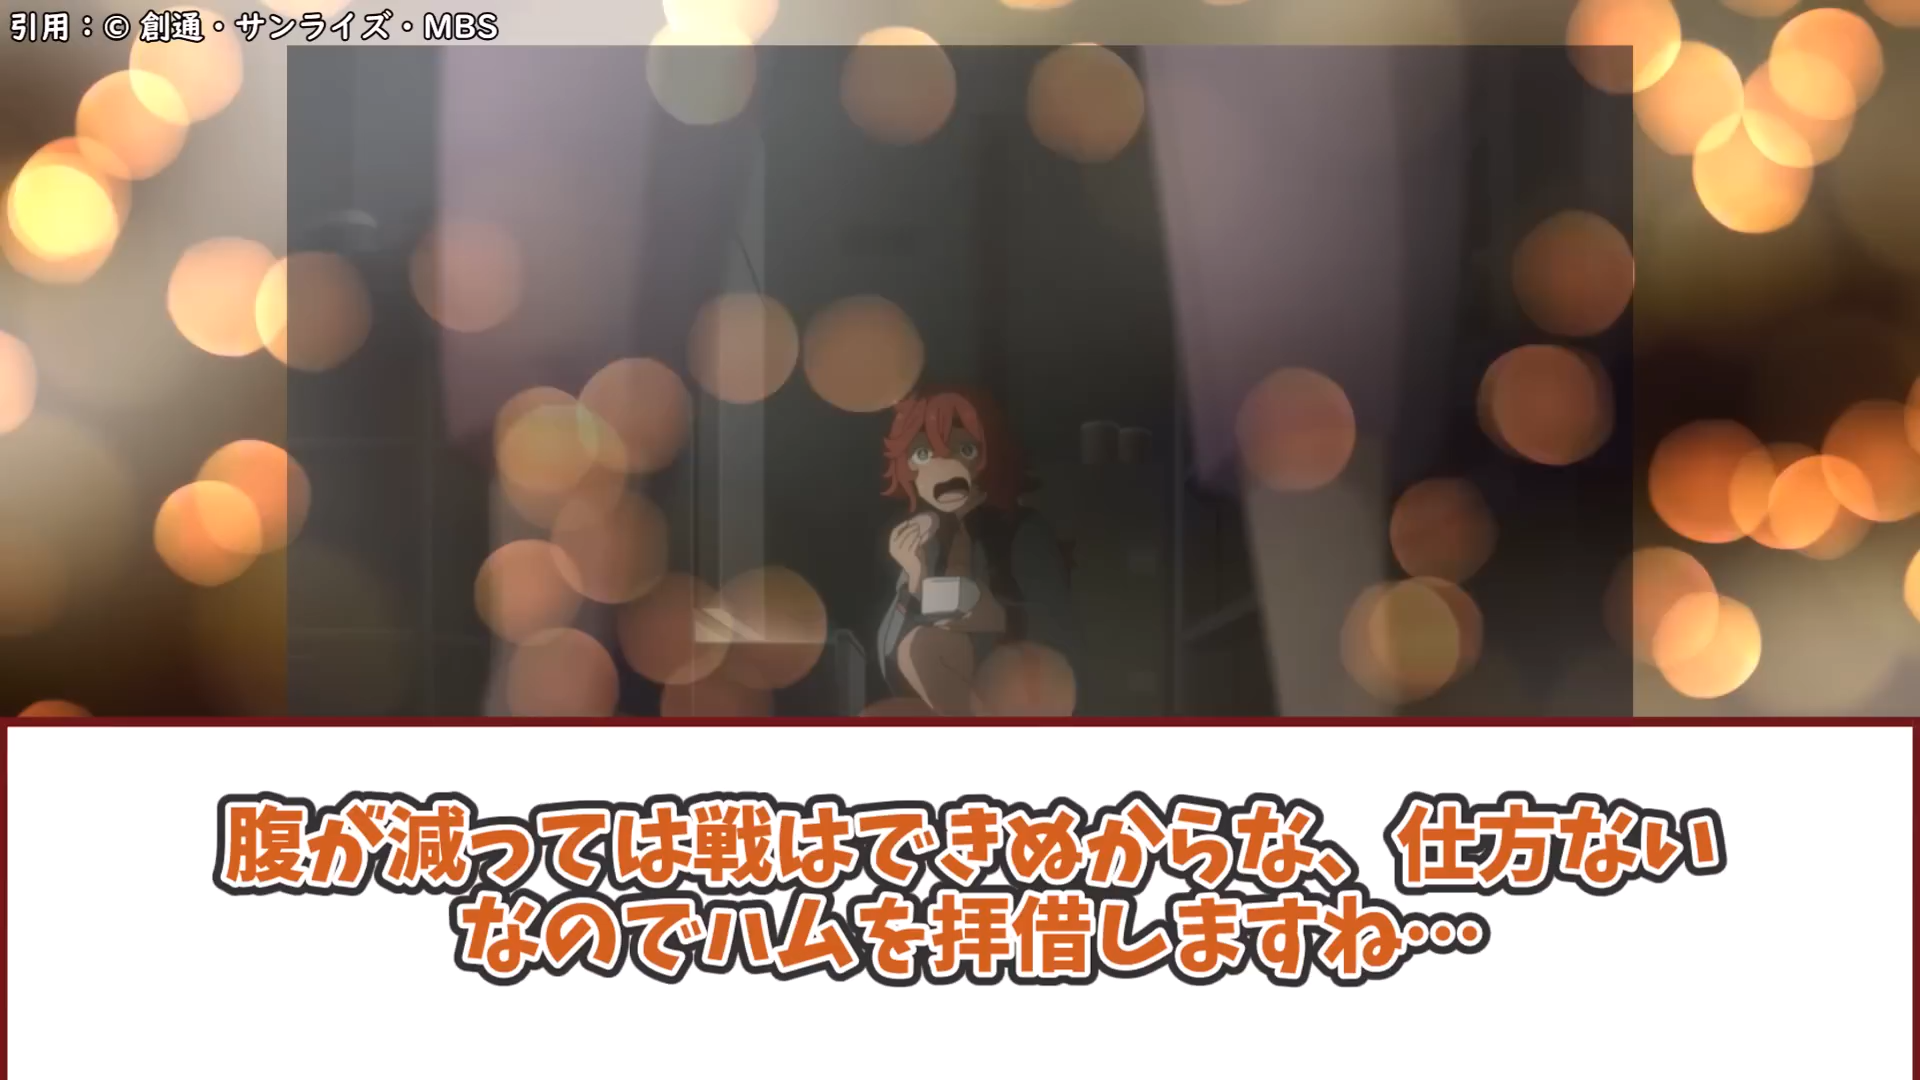 引用：© 創通・サンライズ・MBS
腹が減っては戦はできぬからな、仕方ない
なのでハムを拝借しますね…